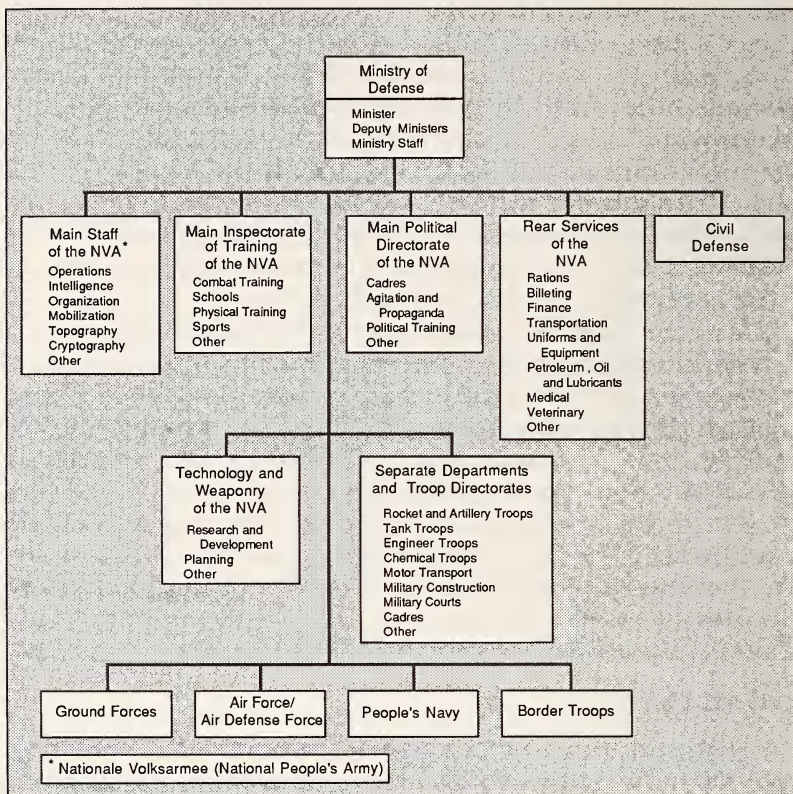 Ministry of
Defense
Minister
Deputy Ministers
Ministry Staff
Main Staff
of the NVA*
Operations
Intelligence
Organization
Mobilization
Topography
Cryptography
Other
Main Inspectorate
of Training
of the NVA
Combat Training
Schools
Physical Training
Sports
Other
Main Political
Directorate
of the NVA
Cadres
Agitation and
Propaganda
Political Training
Other
Rear Services
of the
NVA
Rations
Billeting
Finance
Transportation
Uniforms and
Equipment
Petroleum , Oil
and Lubricants
Medical
Veterinary
Other
Civil
Defense
Technology and
Weaponry
of the NVA
Research and
Development
Planning
Other
Separate Departments
and Troop Directorates
Rocket and Artillery Troops
Tank Troops
Engineer Troops
Chemical Troops
Motor Transport
Military Construction
Military Courts
Cadres
Other
Ground Forces
Air Force/
Air Defense Force
People's Navy
Border Troops
* Nationale Volksarmee (National People's Army)